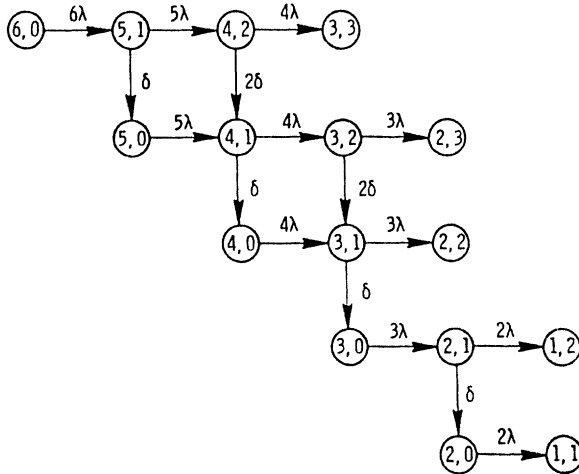 6λ 5λ 4λ
6,0 5,1 4,2 3,3
δ 2δ
5λ 4λ 3λ
5,0 4,1 3,2 2,3
δ 2δ
4λ 3λ
4,0 3,1 2,2
δ
3λ 2λ
3,0 2,1 1,2
δ
2λ
2,0 1,1